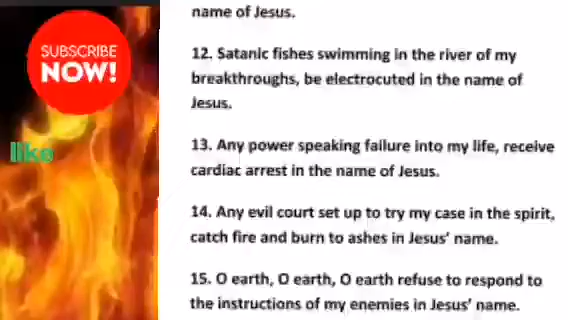 SUBSCRIBE
NOW!
like
name of Jesus.
12. Satanic fishes swimming in the river of my
breakthroughs, be electrocuted in the name of
Jesus.
13. Any power speaking failure into my life, receive
cardiac arrest in the name of Jesus.
14. Any evil court set up to try my case in the spirit,
catch fire and burn to ashes in Jesus’ name.
15. O earth, O earth, O earth refuse to respond to
the instructions of my enemies in Jesus’ name.